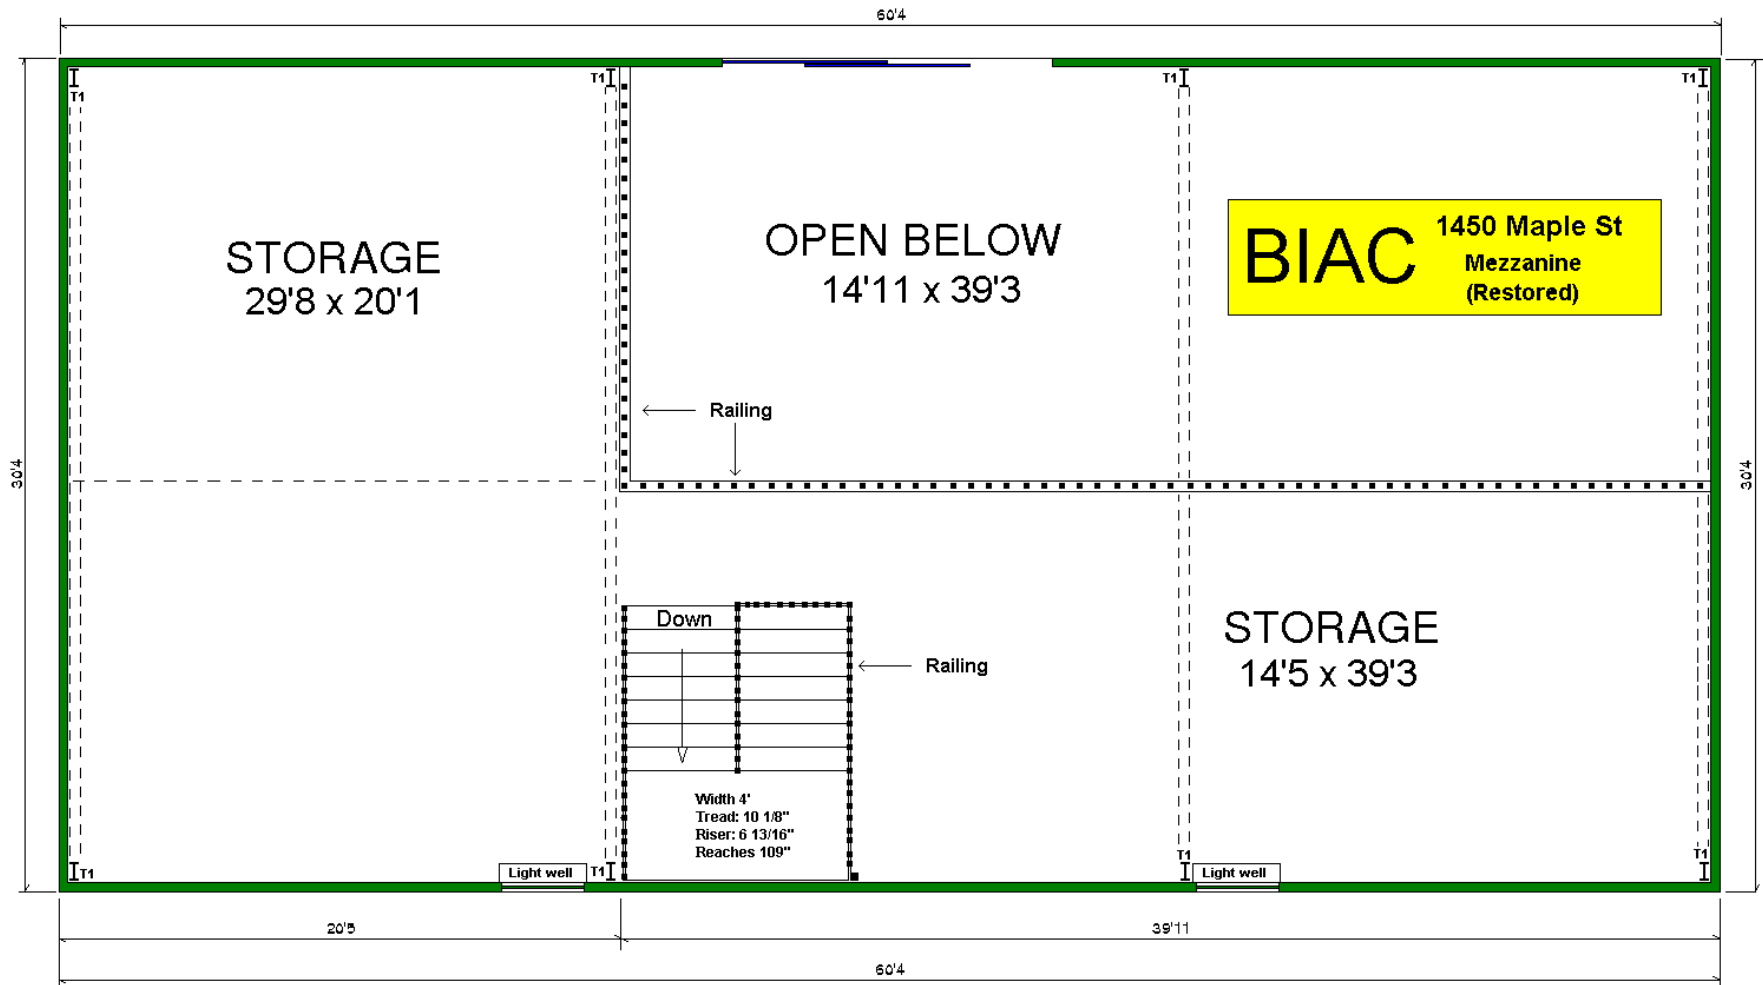 60'4
T1
T1
T1
T1
STORAGE
29'8 x 20'1
OPEN BELOW
14'11 x 39'3
BIAC
1450 Maple St
Mezzanine
(Restored)
Railing
30'4
30'4
Down
Railing
STORAGE
14'5 x 39'3
Width 4'
Tread: 10 1/8"
Riser: 6 13/16"
Reaches 109"
T1
Light well
T1
T1
Light well
T1
20'5
39'11
60'4